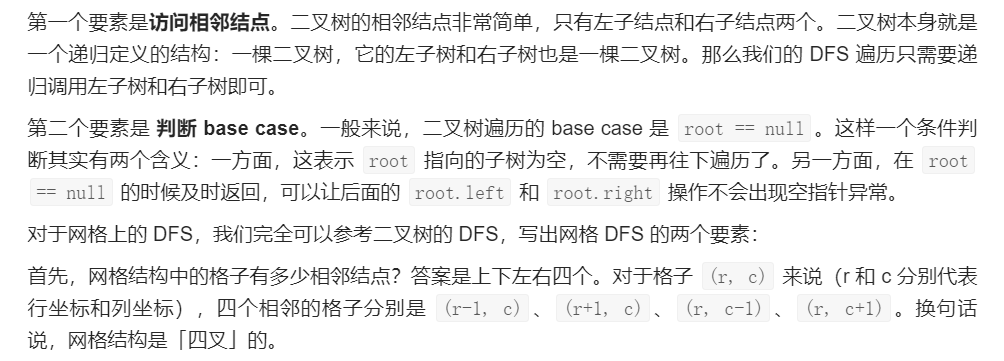 第一个要素是访问相邻结点。二叉树的相邻结点非常简单，只有左子结点和右子结点两个。二叉树本身就是
一个递归定义的结构：一棵二叉树，它的左子树和右子树也是一棵二叉树。那么我们的 DFS 遍历只需要递
归调用左子树和右子树即可。
第二个要素是 判断 base case。一般来说，二叉树遍历的 base case 是 root == null 。这样一个条件判
断其实有两个含义：一方面，这表示 root 指向的子树为空，不需要再往下遍历了。另一方面，在 root
== null 的时候及时返回，可以让后面的 root.left 和 root.right 操作不会出现空指针异常。
对于网格上的 DFS，我们完全可以参考二叉树的 DFS，写出网格 DFS 的两个要素：
首先，网格结构中的格子有多少相邻结点？答案是上下左右四个。对于格子 (r, c) 来说（r 和 c 分别代表
行坐标和列坐标），四个相邻的格子分别是 (r-1, c) 、 (r+1, c) 、 (r, c-1) 、 (r, c+1) 。换句话
说，网格结构是「四叉」的。